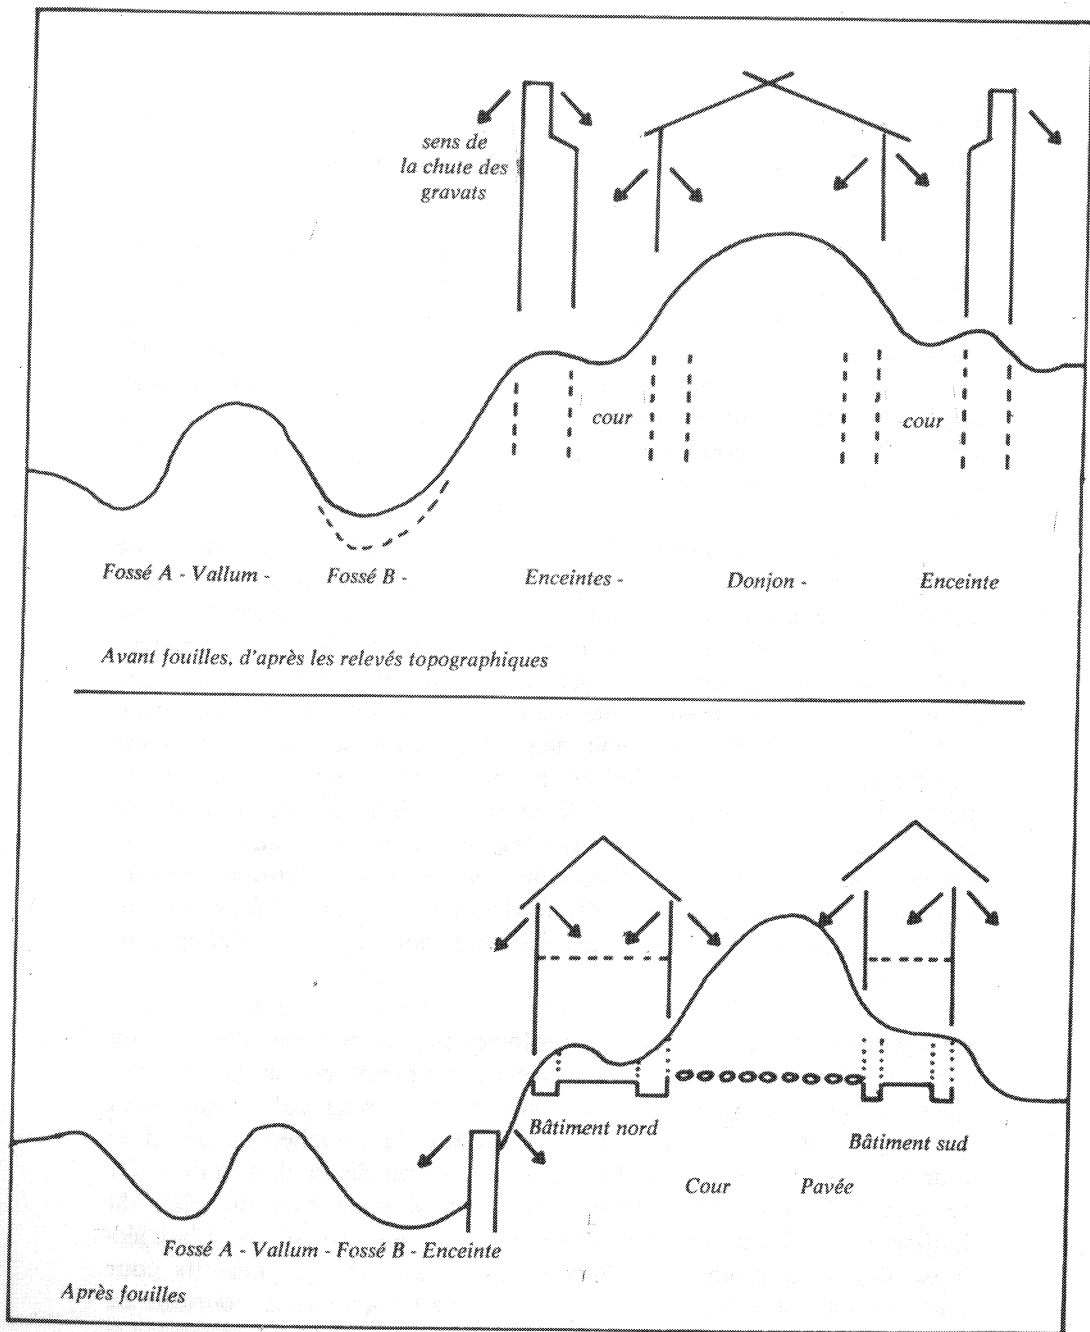 sens de
la chute des
gravats
cour
cour
Fossé A - Vallum -
Fossé B -
Enceintes -
Donjon -
Enceinte
Avant fouilles, d'après les relevés topographiques
Bâtiment nord
Bâtiment sud
Cour
Pavée
Fossé A - Vallum - Fossé B - Enceinte
Après fouilles